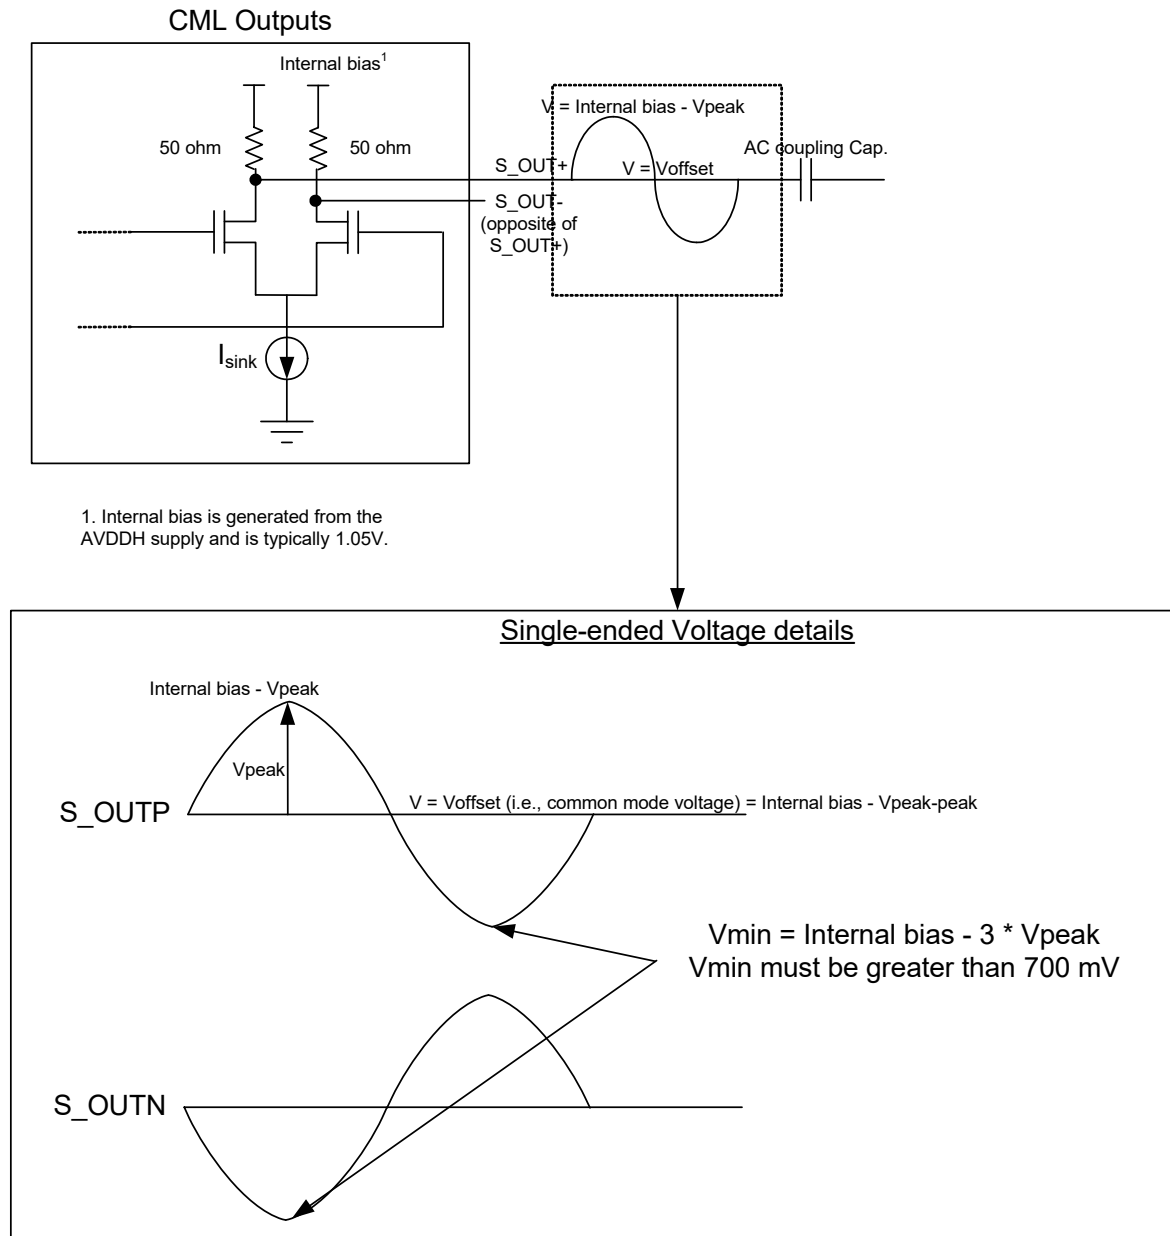 CML Outputs
Internal bias1
50 ohm
50 ohm
V = Internal bias - Vpeak
AC coupling Cap.
S_OUT+
V = Voffset
S_OUT-
(opposite of
S_OUT+)
Isink
1. Internal bias is generated from the
AVDDH supply and is typically 1.05V.
Single-ended Voltage details
Internal bias - Vpeak
Vpeak
V = Voffset (i.e., common mode voltage) = Internal bias - Vpeak-peak
S_OUTP
Vmin = Internal bias - 3 * Vpeak
Vmin must be greater than 700 mV
S_OUTN